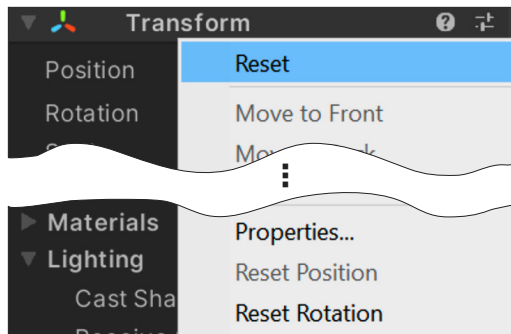 Transform
Position
Reset
Rotation
Move to Front
Materials
Properties...
Lighting
Reset Position
Cast Sha
Reset Rotation